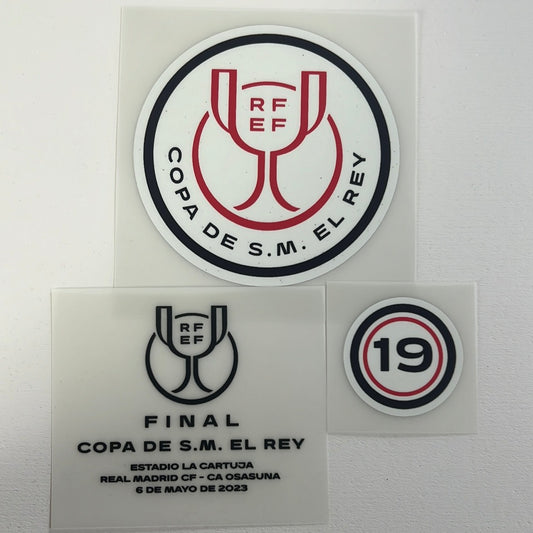 RF
EF
COPA DE S.M. EL REY
RF
EF
FINAL
COPA DE S.M. EL REY
ESTADIO LA CARTUJA
REAL MADRID CF - CA OSASUNA
6 DE MAYO DE 2023
19